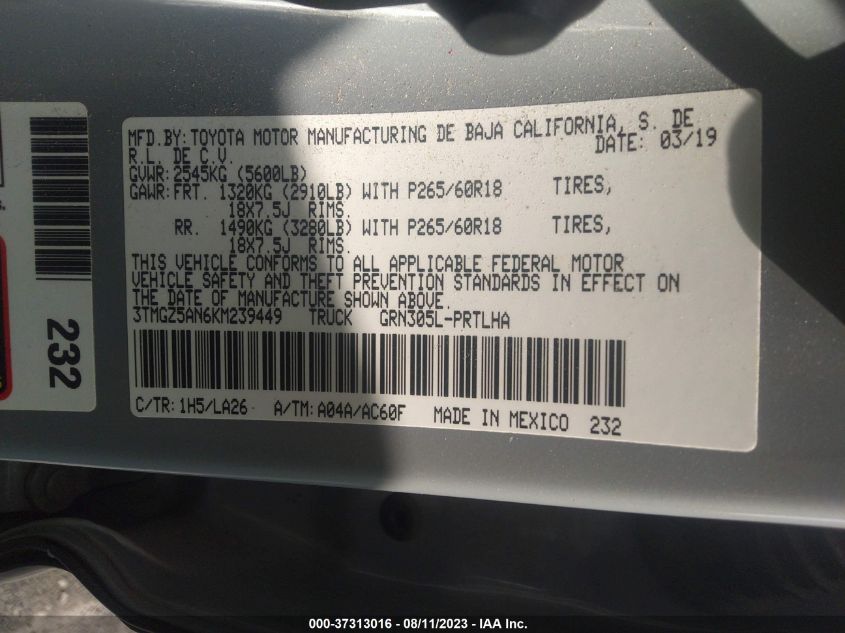 MFD.BY: TOYOTA MOTOR MANUFACTURING DE BAJA CALIFORNIA, S. DE
R.L. DE C.V. DATE: 03/19
GVWR: 2545KG (5600LB)
GAWR: FRT. 1320KG (2910LB) WITH P265/60R18 TIRES,
18X7.5J RIMS.
RR. 1490KG (3280LB) WITH P265/60R18 TIRES,
18X7.5J RIMS.
THIS VEHICLE CONFORMS TO ALL APPLICABLE FEDERAL MOTOR
VEHICLE SAFETY AND THEFT PREVENTION STANDARDS IN EFFECT ON
THE DATE OF MANUFACTURE SHOWN ABOVE.
3TMGZ5AN6KM239449 TRUCK GRN305L-PRTLHA
C/TR: 1H5/LA26 A/TM: A04A/AC60F MADE IN MEXICO 232
232
000-37313016 - 08/11/2023 - IAA Inc.